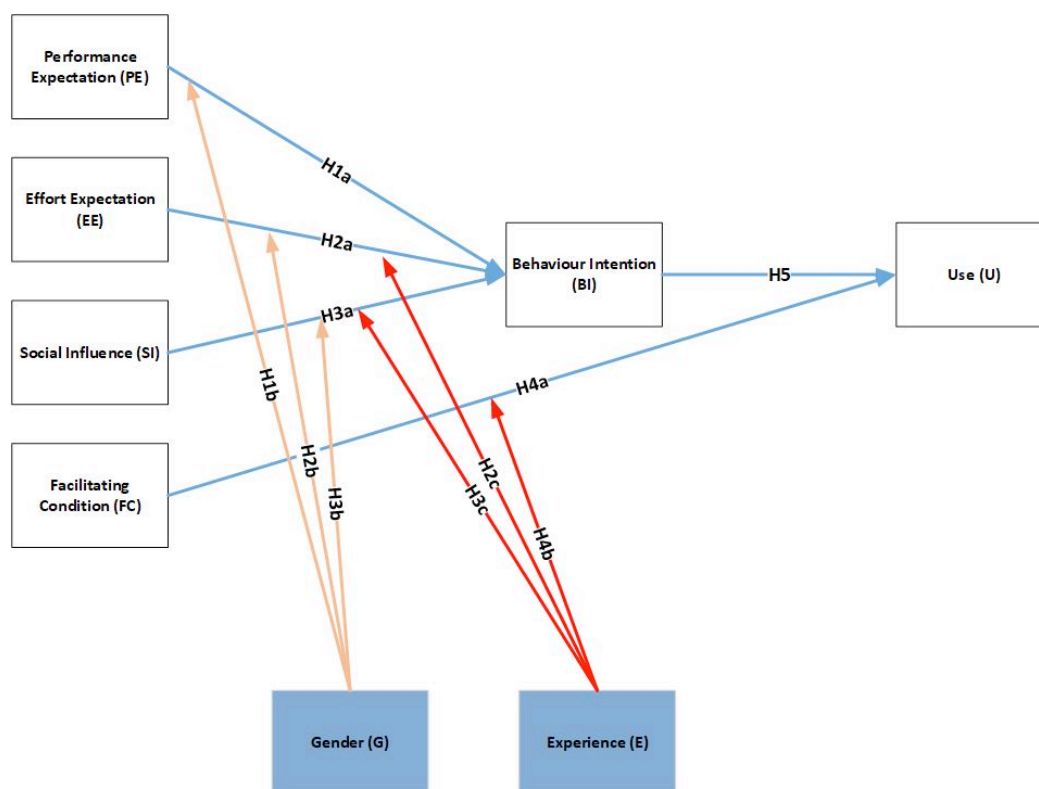 Performance
Expectation (PE)
H1a
Effort Expectation
(EE)
H2a
Behaviour Intention
(BI)
H5
Use (U)
Social Influence (SI)
H3a
H1b
H4a
Facilitating
Condition (FC)
H2b
H3b
H2c
H3c
H4b
Gender (G)
Experience (E)